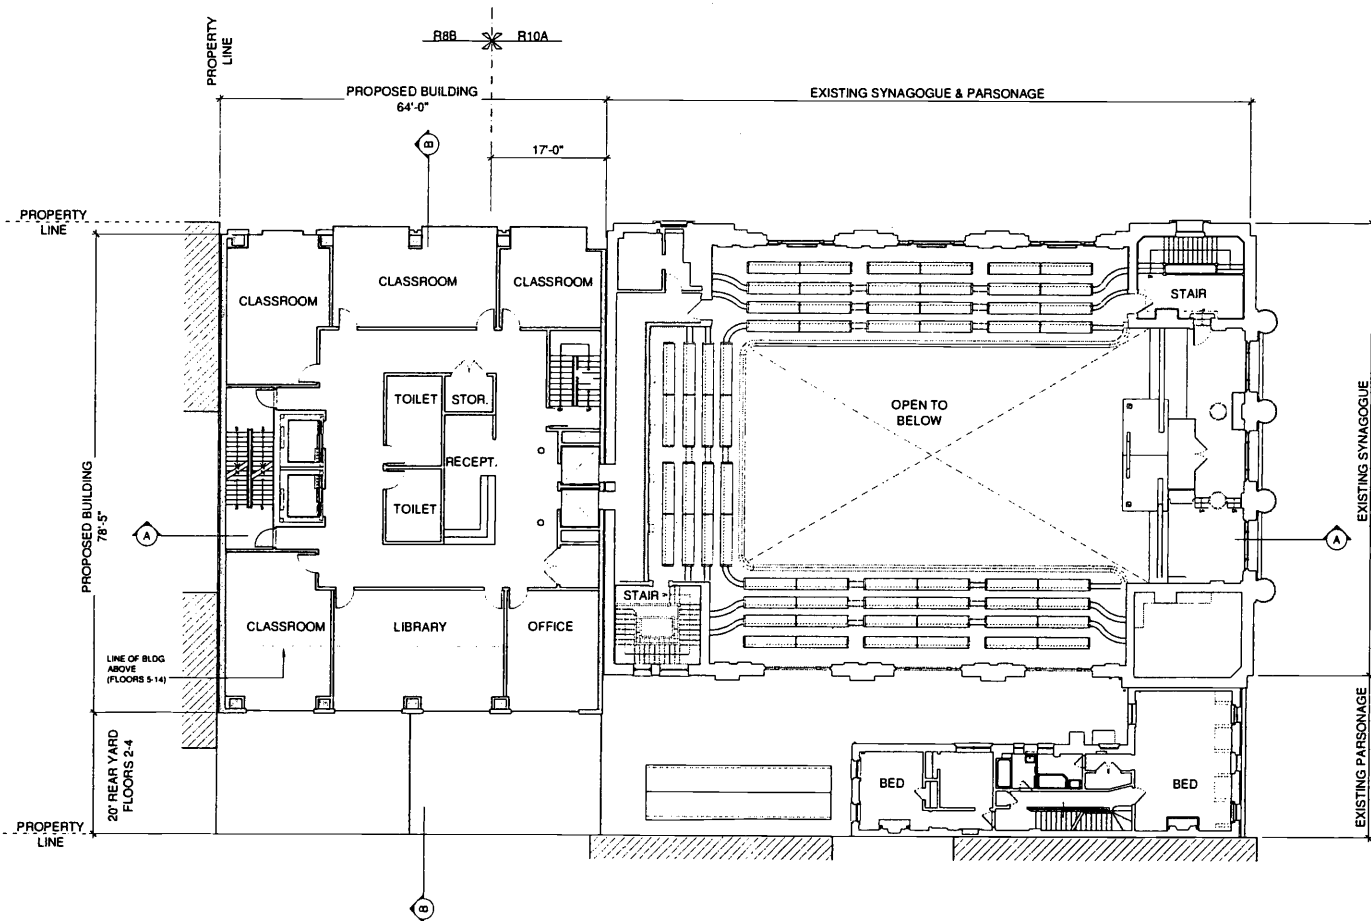 PROPERTY
LINE
R8B
R10A
PROPOSED BUILDING
64'-0"
EXISTING SYNAGOGUE & PARSONAGE
B
17'-0"
PROPERTY
LINE
CLASSROOM
CLASSROOM
CLASSROOM
STAIR
TOILET
STOR.
OPEN TO
BELOW
RECEPT.
TOILET
PROPOSED BUILDING
78'-5"
A
A
EXISTING SYNAGOGUE
STAIR >
CLASSROOM
LIBRARY
OFFICE
LINE OF BLDG
ABOVE
(FLOORS 5-14)
20' REAR YARD
FLOORS 2-4
BED
BED
EXISTING PARSONAGE
PROPERTY
LINE
B